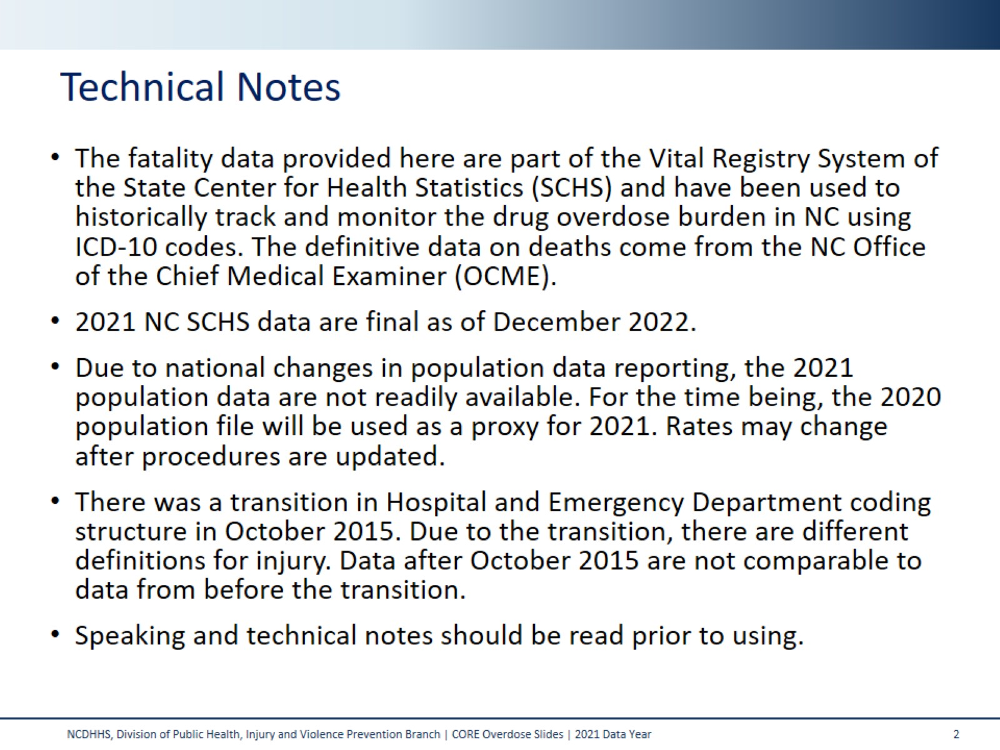 Technical Notes
• The fatality data provided here are part of the Vital Registry System of
the State Center for Health Statistics (SCHS) and have been used to
historically track and monitor the drug overdose burden in NC using
ICD-10 codes. The definitive data on deaths come from the NC Office
of the Chief Medical Examiner (OCME).
• 2021 NC SCHS data are final as of December 2022.
• Due to national changes in population data reporting, the 2021
population data are not readily available. For the time being, the 2020
population file will be used as a proxy for 2021. Rates may change
after procedures are updated.
• There was a transition in Hospital and Emergency Department coding
structure in October 2015. Due to the transition, there are different
definitions for injury. Data after October 2015 are not comparable to
data from before the transition.
• Speaking and technical notes should be read prior to using.
NCDHHS, Division of Public Health, Injury and Violence Prevention Branch | CORE Overdose Slides | 2021 Data Year
2